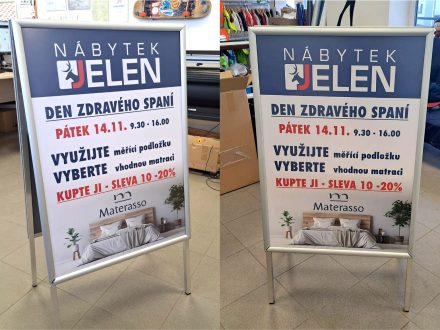 NÁBYTEK
JELEN
DEN ZDRAVÉHO SPANÍ
PÁTEK 14.11. 9.30 - 16.00
VYUŽIJTE měřící podložku
VYBERTE vhodnou matraci
KUPTE JI - SLEVA 10 -20%
Materasso
NÁBYTEK
JELEN
DEN ZDRAVÉHO SPANÍ
PÁTEK 14.11. 9.30 - 16.00
VYUŽIJTE měřící podložku
VYBERTE vhodnou matraci
KUPTE JI - SLEVA 10 -20%
Materasso